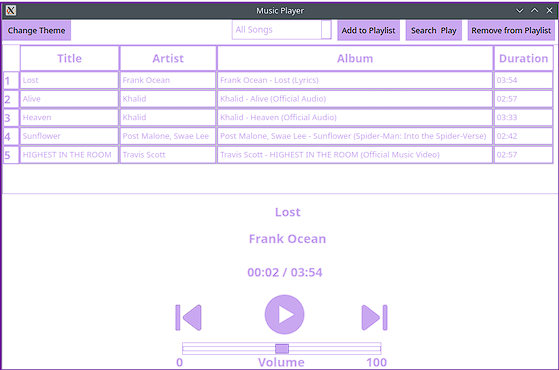 Music Player
Change Theme All Songs Add to Playlist Search Play Remove from Playlist
Title Artist Album Duration
1 Lost Frank Ocean Frank Ocean - Lost (Lyrics) 03:54
2 Alive Khalid Khalid - Alive (Official Audio) 02:57
3 Heaven Khalid Khalid - Heaven (Official Audio) 03:33
4 Sunflower Post Malone, Swae Lee Post Malone, Swae Lee - Sunflower (Spider-Man: Into the Spider-Verse) 02:42
5 HIGHEST IN THE ROOM Travis Scott Travis Scott - HIGHEST IN THE ROOM (Official Music Video) 02:57
Lost
Frank Ocean
00:02 / 03:54
0 Volume 100